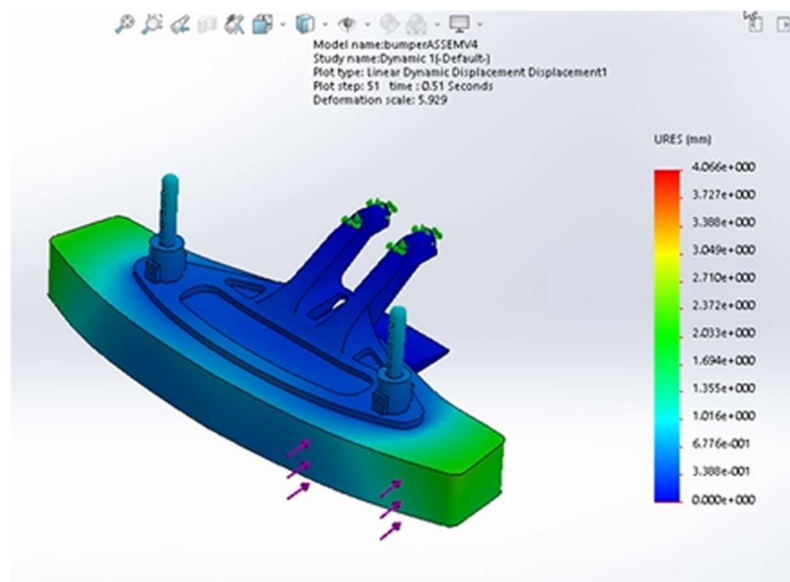 Model name:bumperASSEMV4
Study name:Dynamic 1(-Default-)
Plot type: Linear Dynamic Displacement Displacement1
Plot step: 51 time : 0.51 Seconds
Deformation scale: 5.929
URES (mm)
4.066e+000
3.727e+000
3.388e+000
3.049e+000
2.710e+000
2.372e+000
2.033e+000
1.694e+000
1.355e+000
1.016e+000
6.776e-001
3.388e-001
0.000e+000